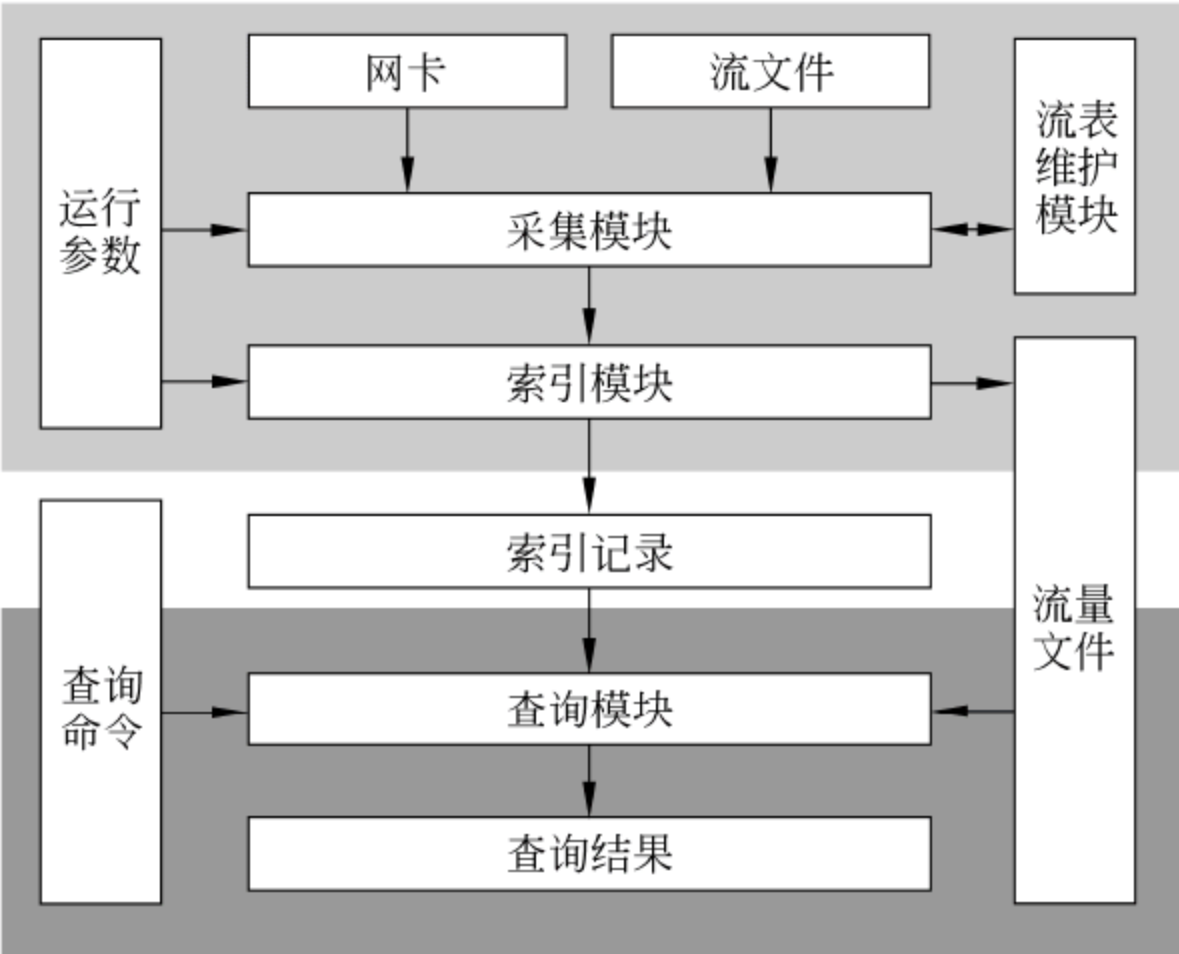 网卡
流文件
运行
参数
流表
维护
模块
采集模块
索引模块
索引记录
查询
命令
流量
文件
查询模块
查询结果